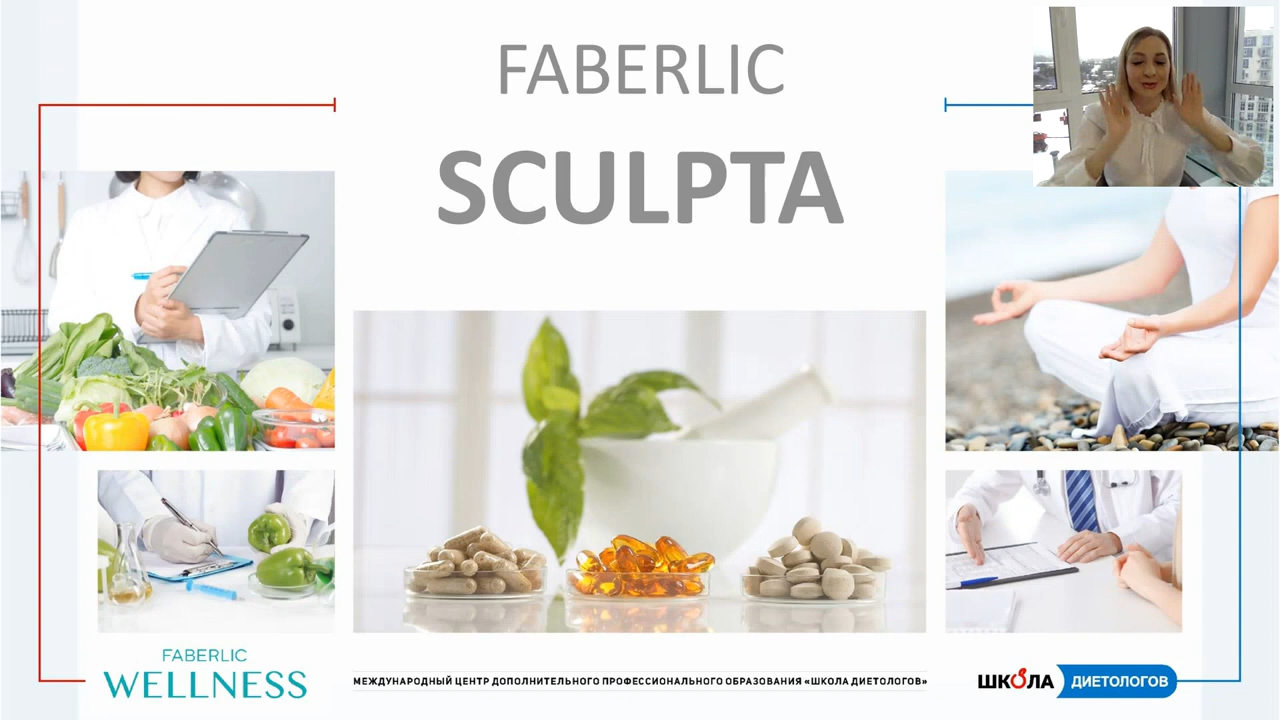 FABERLIC
SCULPTA
FABERLIC
WELLNESS
МЕЖДУНАРОДНЫЙ ЦЕНТР ДОПОЛНИТЕЛЬНОГО ПРОФЕССИОНАЛЬНОГО ОБРАЗОВАНИЯ «ШКОЛА ДИЕТОЛОГОВ»
ШКОЛА ДИЕТОЛОГОВ